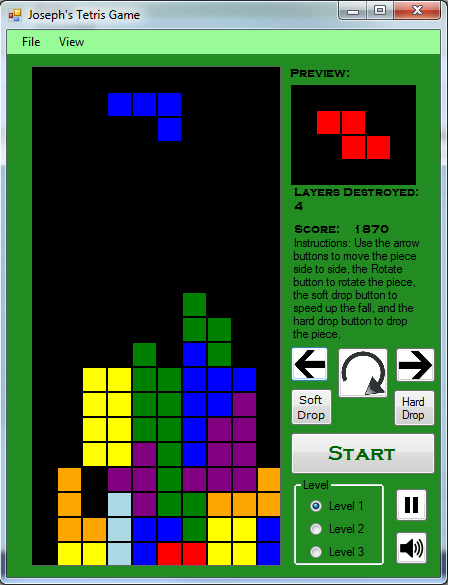 Joseph's Tetris Game
File View
Preview:
Layers Destroyed:
4
Score: 1870
Instructions: Use the arrow
buttons to move the piece
side to side, the Rotate
button to rotate the piece,
the soft drop button to
speed up the fall, and the
hard drop button to drop
the piece.
Soft
Drop
Hard
Drop
Start
Level
Level 1
Level 2
Level 3